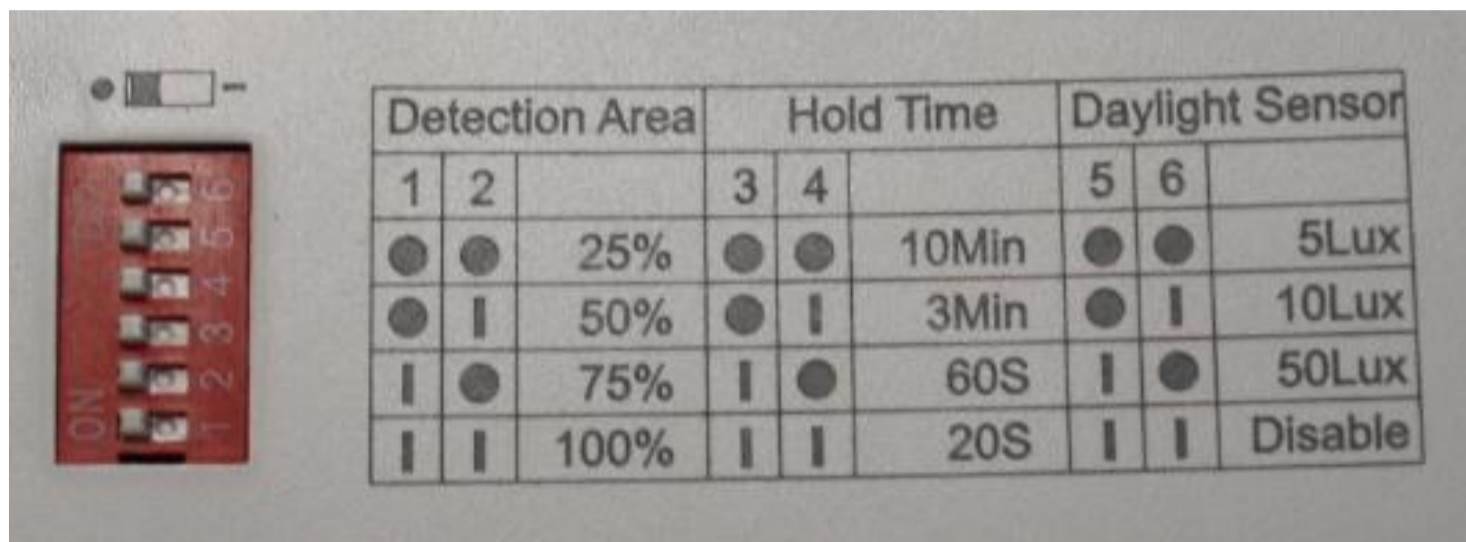 Detection Area Hold Time Daylight Sensor
1 2 3 4 5 6
● ● 25% ● ● 10Min ● ● 5Lux
● I 50% ● I 3Min ● I 10Lux
I ● 75% I ● 60S I ● 50Lux
I I 100% I I 20S I I Disable
6
5
4
3
2
1
ON